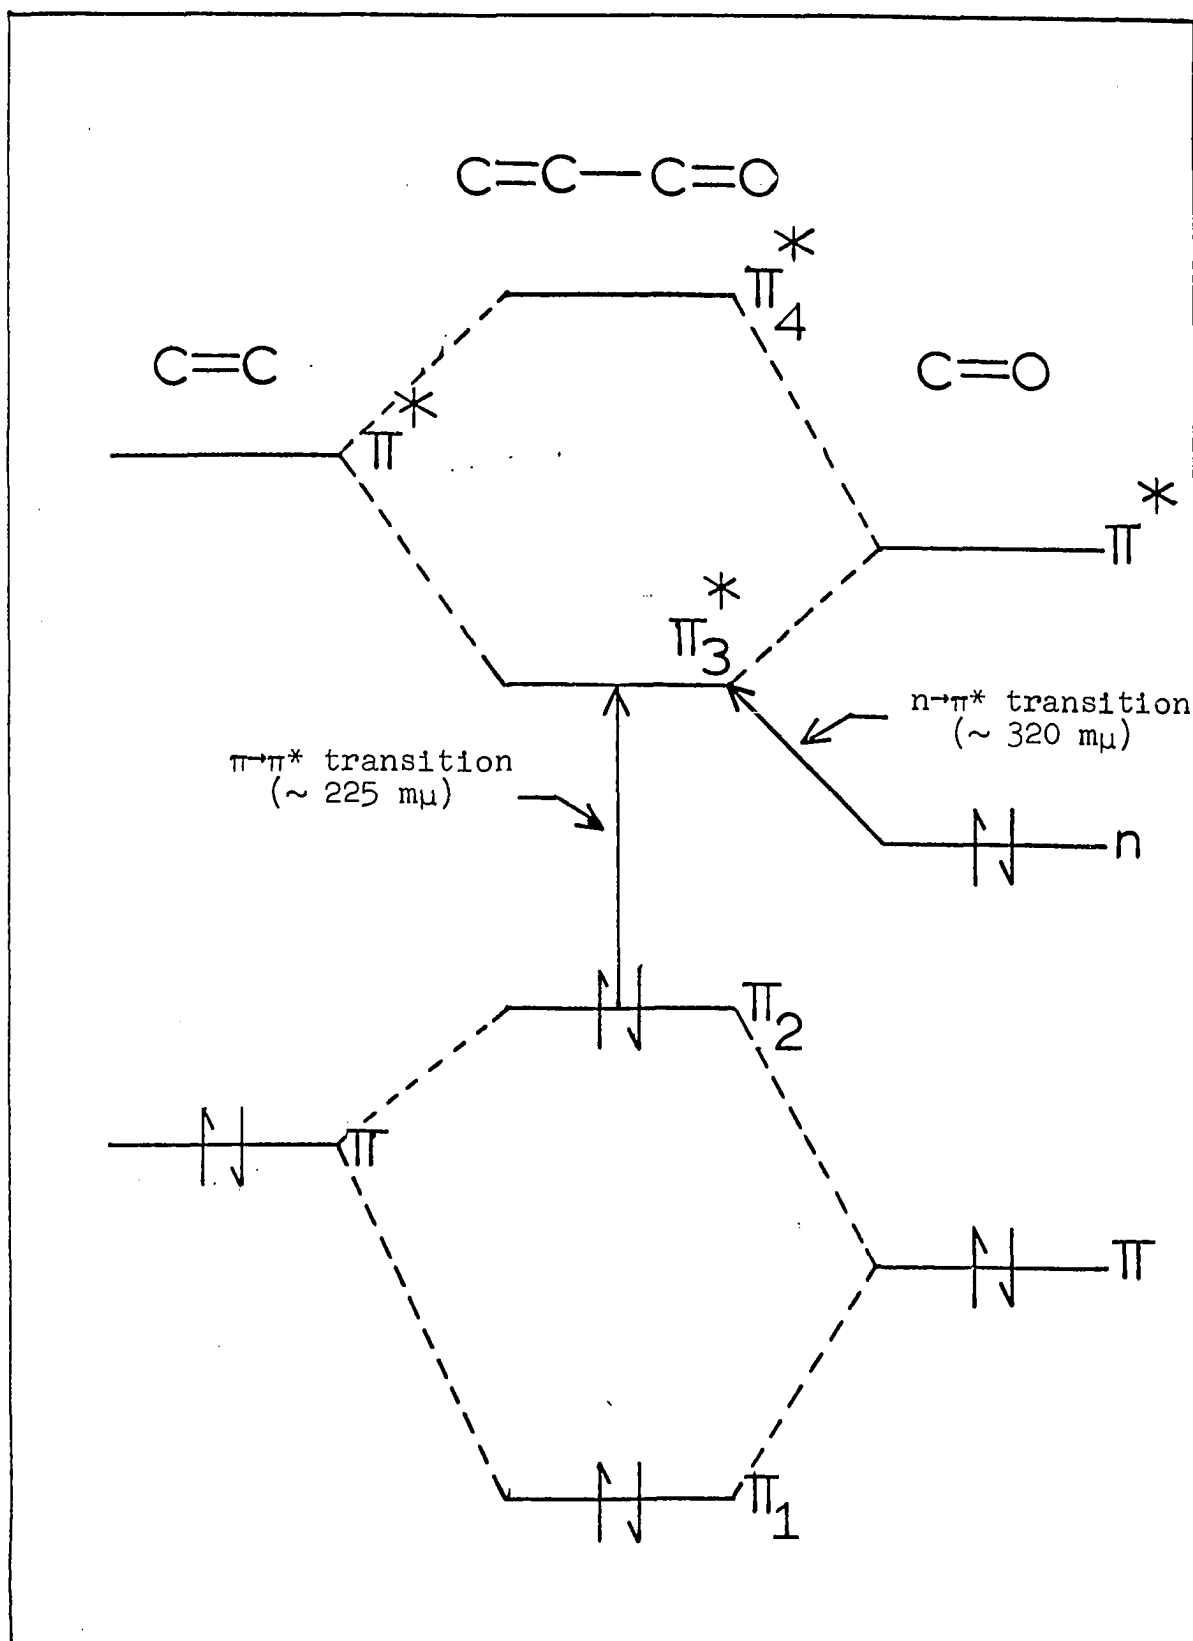 C=C—C=O
π4*
C=C
C=O
π*
π*
π3*
n→π* transition
(~ 320 mμ)
π→π* transition
(~ 225 mμ)
n
π2
π
π
π1